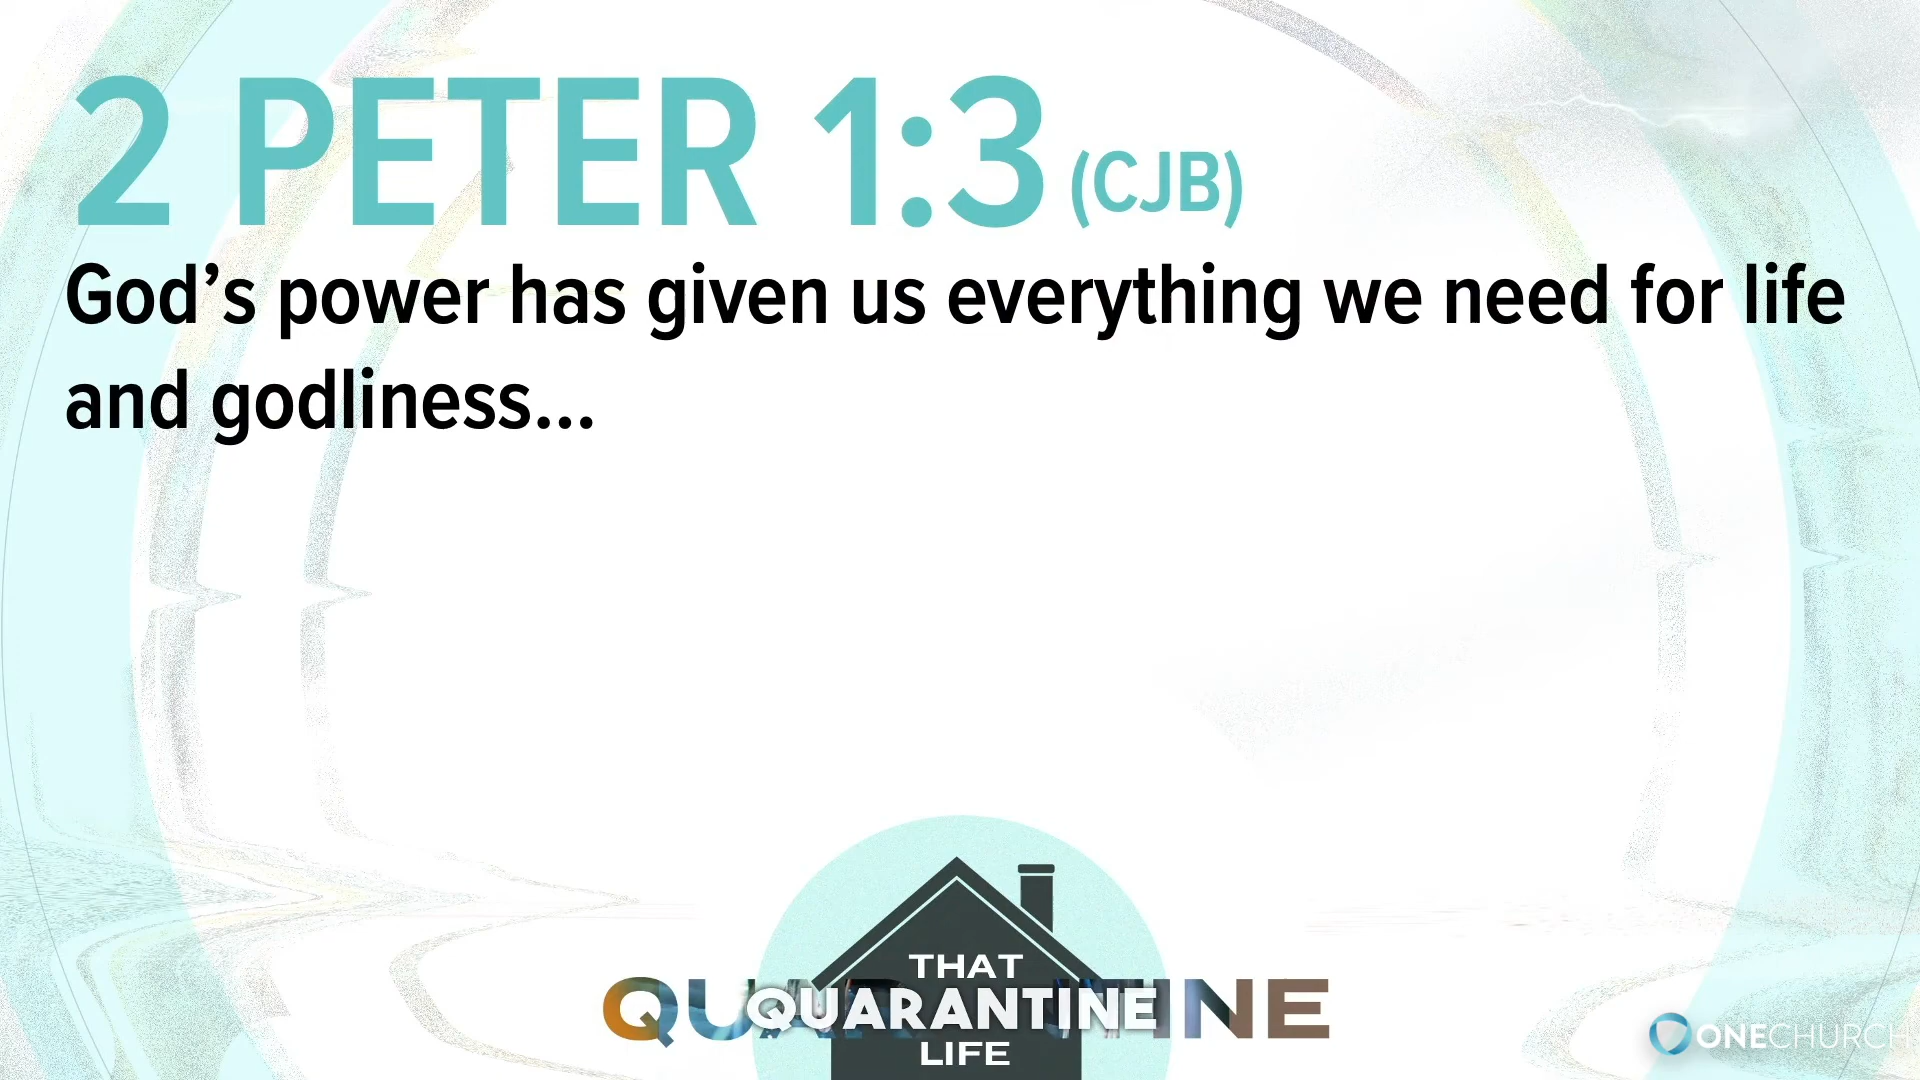 2 PETER 1:3 (CJB)
God’s power has given us everything we need for life
and godliness...
THAT
QUARANTINE
QUARANTINE
LIFE
ONECHURCH